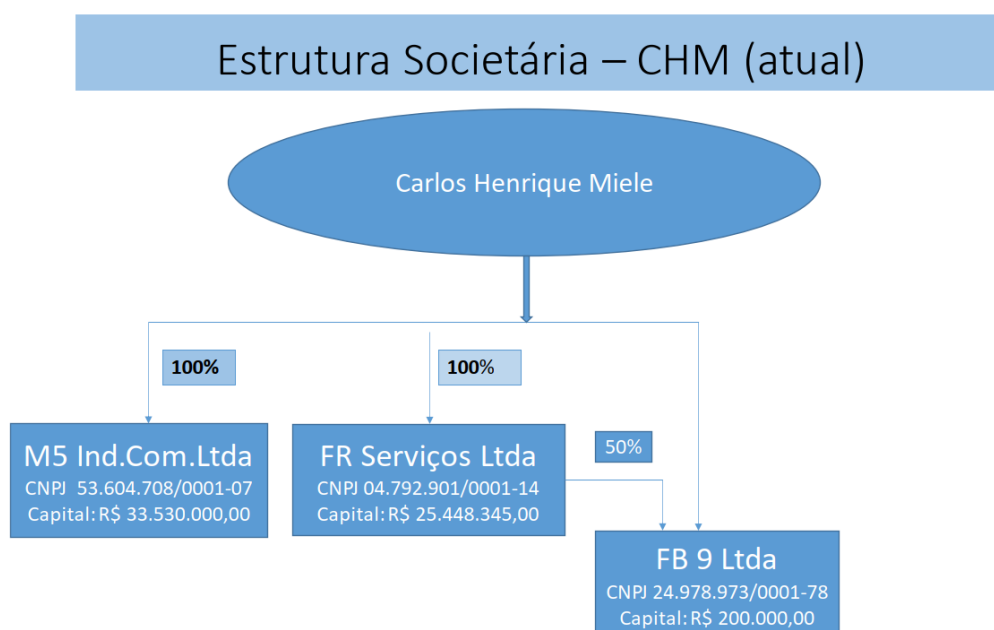 Estrutura Societária – CHM (atual)
Carlos Henrique Miele
100%
100%
M5 Ind.Com.Ltda
CNPJ 53.604.708/0001-07
Capital: R$ 33.530.000,00
FR Serviços Ltda
CNPJ 04.792.901/0001-14
Capital: R$ 25.448.345,00
50%
FB 9 Ltda
CNPJ 24.978.973/0001-78
Capital: R$ 200.000,00